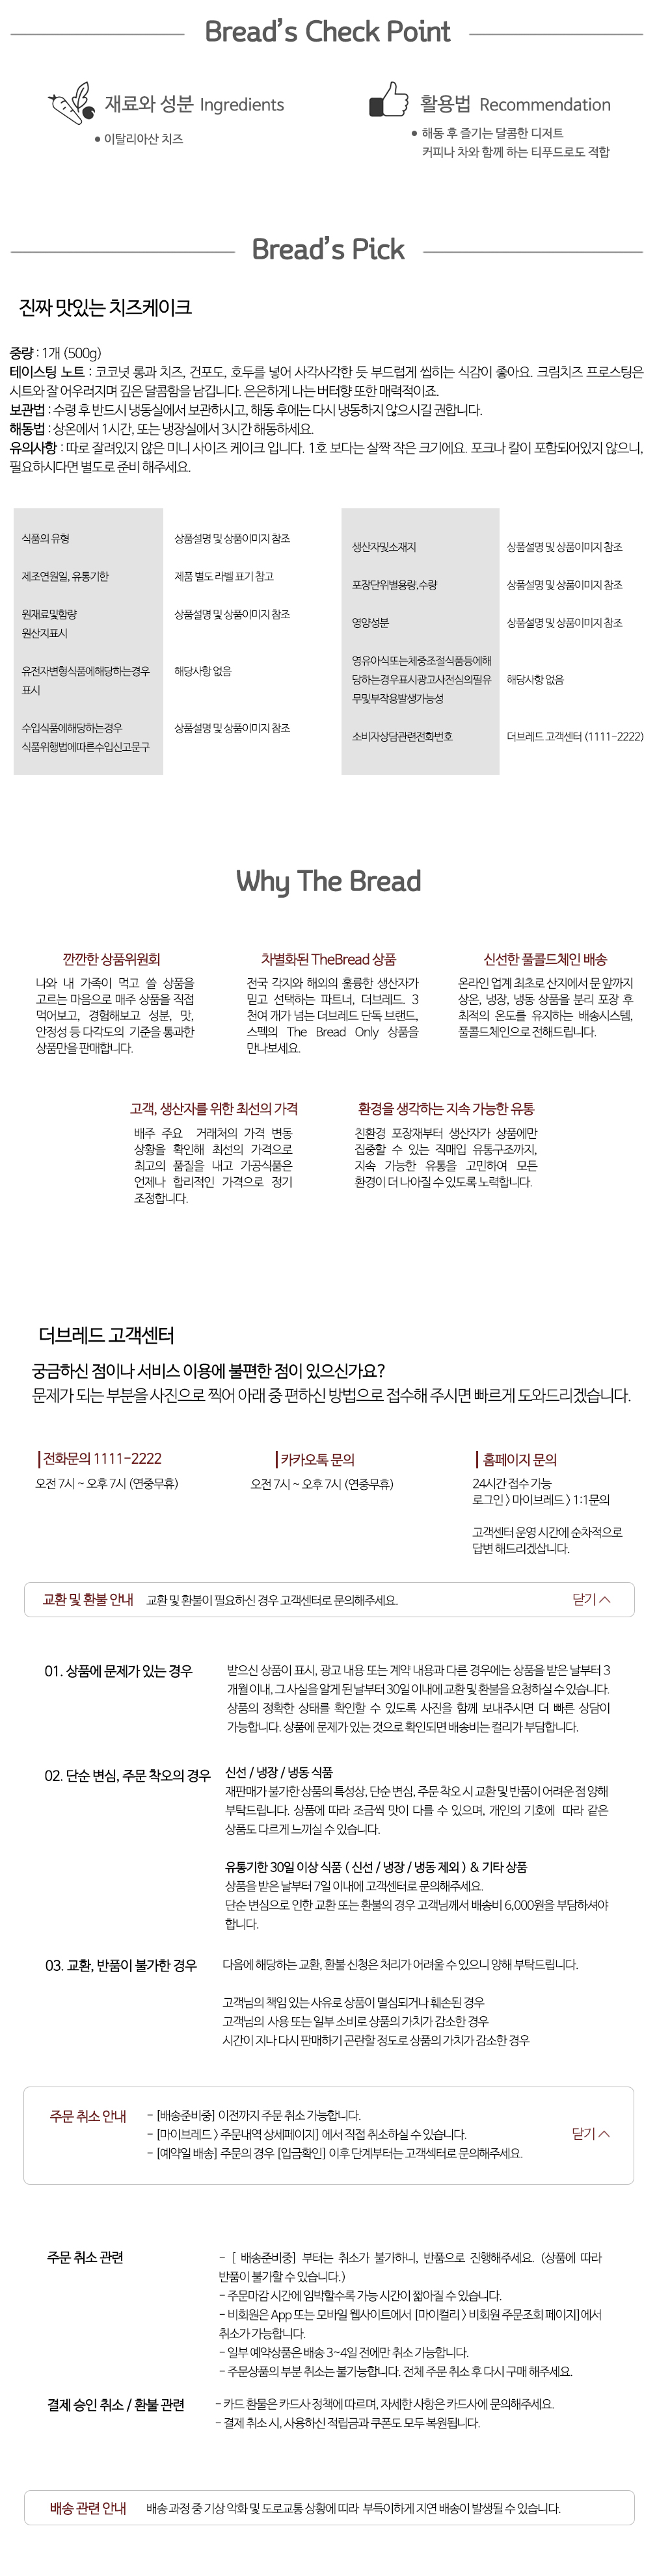 Bread's Check Point
재료와 성분 Ingredients
• 이탈리아산 치즈
활용법 Recommendation
• 해동 후 즐기는 달콤한 디저트
커피나 차와 함께 하는 티푸드로도 적합
Bread's Pick
진짜 맛있는 치즈케이크
중량 : 1개 (500g)
테이스팅 노트 : 코코넛 롱과 치즈, 건포도, 호두를 넣어 사각사각한 듯 부드럽게 씹히는 식감이 좋아요. 크림치즈 프로스팅은
시트와 잘 어우러지며 깊은 달콤함을 남깁니다. 은은하게 나는 버터향 또한 매력적이죠.
보관법 : 수령 후 반드시 냉동실에서 보관하시고, 해동 후에는 다시 냉동하지 않으시길 권합니다.
해동법 : 상온에서 1시간, 또는 냉장실에서 3시간 해동하세요.
유의사항 : 따로 잘려있지 않은 미니 사이즈 케이크 입니다. 1호 보다는 살짝 작은 크기에요. 포크나 칼이 포함되어있지 않으니,
필요하시다면 별도로 준비 해주세요.
식품의 유형
상품설명 및 상품이미지 참조
제조연원일, 유통기한
제품 별도 라벨 표기 참고
원재료및함량
원산지표시
상품설명 및 상품이미지 참조
유전자변형식품에해당하는경우
표시
해당사항 없음
수입식품에해당하는경우
식품위행법에따른수입신고문구
상품설명 및 상품이미지 참조
생산자및소재지
상품설명 및 상품이미지 참조
포장단위별용량,수량
상품설명 및 상품이미지 참조
영양성분
상품설명 및 상품이미지 참조
영유아식또는체중조절식품등에해
당하는경우표시광고사전심의필유
무및부작용발생가능성
해당사항 없음
소비자상담관련전화번호
더브레드 고객센터 (1111-2222)
Why The Bread
깐깐한 상품위원회
나와 내 가족이 먹고 쓸 상품을
고르는 마음으로 매주 상품을 직접
먹어보고, 경험해보고 성분, 맛,
안정성 등 다각도의 기준을 통과한
상품만을 판매합니다.
차별화된 TheBread 상품
전국 각지와 해외의 훌륭한 생산자가
믿고 선택하는 파트너, 더브레드. 3
천여 개가 넘는 더브레드 단독 브랜드,
스펙의 The Bread Only 상품을
만나보세요.
신선한 풀콜드체인 배송
온라인 업계 최초로 산지에서 문 앞까지
상온, 냉장, 냉동 상품을 분리 포장 후
최적의 온도를 유지하는 배송시스템,
풀콜드체인으로 전해드립니다.
고객, 생산자를 위한 최선의 가격
배주 주요 거래처의 가격 변동
상황을 확인해 최선의 가격으로
최고의 품질을 내고 가공식품은
언제나 합리적인 가격으로 정기
조정합니다.
환경을 생각하는 지속 가능한 유통
친환경 포장재부터 생산자가 상품에만
집중할 수 있는 직매입 유통구조까지,
지속 가능한 유통을 고민하여 모든
환경이 더 나아질 수 있도록 노력합니다.
더브레드 고객센터
궁금하신 점이나 서비스 이용에 불편한 점이 있으신가요?
문제가 되는 부분을 사진으로 찍어 아래 중 편하신 방법으로 접수해 주시면 빠르게 도와드리겠습니다.
전화문의 1111-2222
오전 7시 ~ 오후 7시 (연중무휴)
카카오톡 문의
오전 7시 ~ 오후 7시 (연중무휴)
홈페이지 문의
24시간 접수 가능
로그인 > 마이브레드 > 1:1문의
고객센터 운영 시간에 순차적으로
답변 해드리겠삽니다.
교환 및 환불 안내 교환 및 환불이 필요하신 경우 고객센터로 문의해주세요. 닫기
01. 상품에 문제가 있는 경우
받으신 상품이 표시, 광고 내용 또는 계약 내용과 다른 경우에는 상품을 받은 날부터 3
개월 이내, 그 사실을 알게 된 날부터 30일 이내에 교환 및 환불을 요청하실 수 있습니다.
상품의 정확한 상태를 확인할 수 있도록 사진을 함께 보내주시면 더 빠른 상담이
가능합니다. 상품에 문제가 있는 것으로 확인되면 배송비는 컬리가 부담합니다.
02. 단순 변심, 주문 착오의 경우
신선 / 냉장 / 냉동 식품
재판매가 불가한 상품의 특성상, 단순 변심, 주문 착오 시 교환 및 반품이 어려운 점 양해
부탁드립니다. 상품에 따라 조금씩 맛이 다를 수 있으며, 개인의 기호에 따라 같은
상품도 다르게 느끼실 수 있습니다.
유통기한 30일 이상 식품 ( 신선 / 냉장 / 냉동 제외 ) & 기타 상품
상품을 받은 날부터 7일 이내에 고객센터로 문의해주세요.
단순 변심으로 인한 교환 또는 환불의 경우 고객님께서 배송비 6,000원을 부담하셔야
합니다.
03. 교환, 반품이 불가한 경우
다음에 해당하는 교환, 환불 신청은 처리가 어려울 수 있으니 양해 부탁드립니다.
고객님의 책임 있는 사유로 상품이 멸실되거나 훼손된 경우
고객님의 사용 또는 일부 소비로 상품의 가치가 감소한 경우
시간이 지나 다시 판매하기 곤란할 정도로 상품의 가치가 감소한 경우
주문 취소 안내
- [배송준비중] 이전까지 주문 취소 가능합니다.
- [마이브레드 > 주문내역 상세페이지] 에서 직접 취소하실 수 있습니다.
- [예약일 배송] 주문의 경우 [입금확인] 이후 단계부터는 고객섹터로 문의해주세요.
닫기
주문 취소 관련
- [ 배송준비중] 부터는 취소가 불가하니, 반품으로 진행해주세요. (상품에 따라
반품이 불가할 수 있습니다.)
- 주문마감 시간에 임박할수록 가능 시간이 짧아질 수 있습니다.
- 비회원은 App 또는 모바일 웹사이트에서 [마이컬리 > 비회원 주문조회 페이지]에서
취소가 가능합니다.
- 일부 예약상품은 배송 3~4일 전에만 취소 가능합니다.
- 주문상품의 부분 취소는 불가능합니다. 전체 주문 취소 후 다시 구매 해주세요.
결제 승인 취소 / 환불 관련
- 카드 환물은 카드사 정책에 따르며, 자세한 사항은 카드사에 문의해주세요.
- 결제 취소 시, 사용하신 적립금과 쿠폰도 모두 복원됩니다.
배송 관련 안내 배송 과정 중 기상 악화 및 도로교통 상황에 따라 부득이하게 지연 배송이 발생될 수 있습니다.